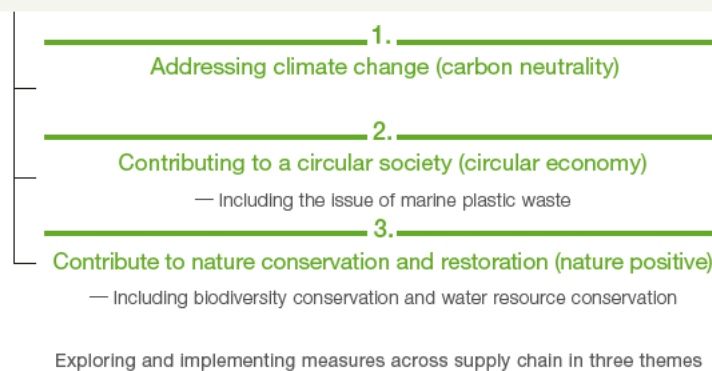 1.
Addressing climate change (carbon neutrality)
2.
Contributing to a circular society (circular economy)
— Including the issue of marine plastic waste
3.
Contribute to nature conservation and restoration (nature positive)
— Including biodiversity conservation and water resource conservation
Exploring and implementing measures across supply chain in three themes